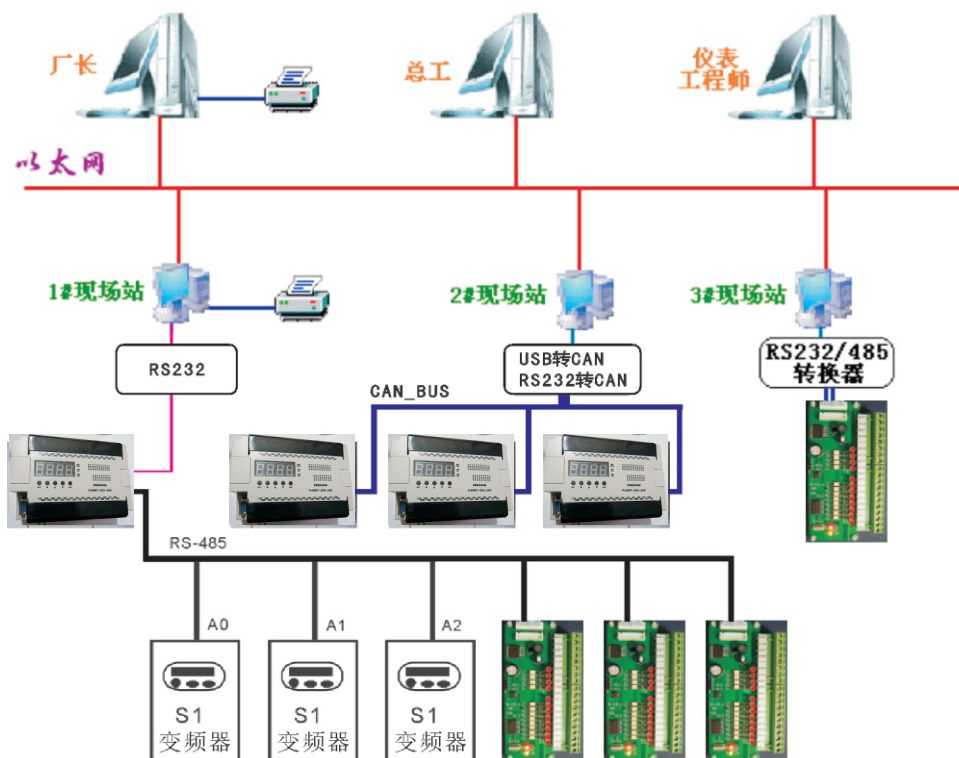 厂长
总工
仪表
工程师
以太网
1#现场站
2#现场站
3#现场站
RS232
USB转CAN
RS232转CAN
RS232/485
转换器
CAN_BUS
RS-485
A0
A1
A2
S1
变频器
S1
变频器
S1
变频器